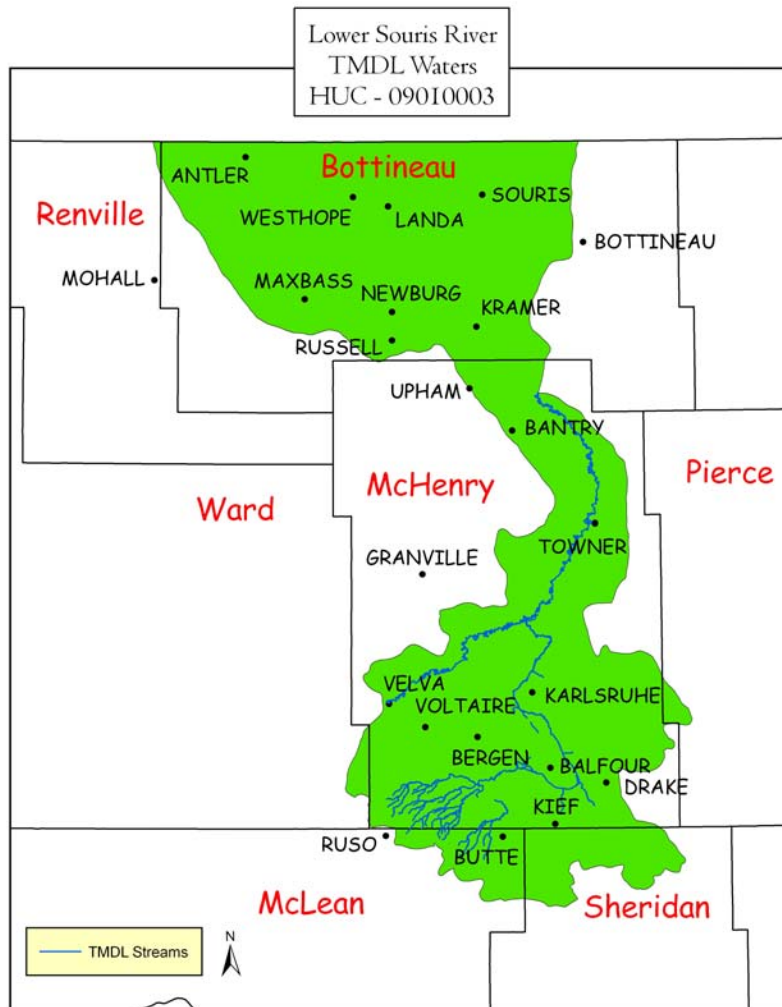 Lower Souris River
TMDL Waters
HUC - 09010003
Bottineau
ANTLER
Renville
WESTHOPE
LANDA
SOURIS
BOTTINEAU
MOHALL
MAXBASS
NEWBURG
KRAMER
RUSSELL
UPHAM
BANTRY
McHenry
Pierce
Ward
TOWNER
GRANVILLE
VELVA
VOLTAIRE
KARLSRUHE
BERGEN
BALFOUR
DRAKE
KIEF
RUSO
BUTTE
McLean
Sheridan
TMDL Streams
N